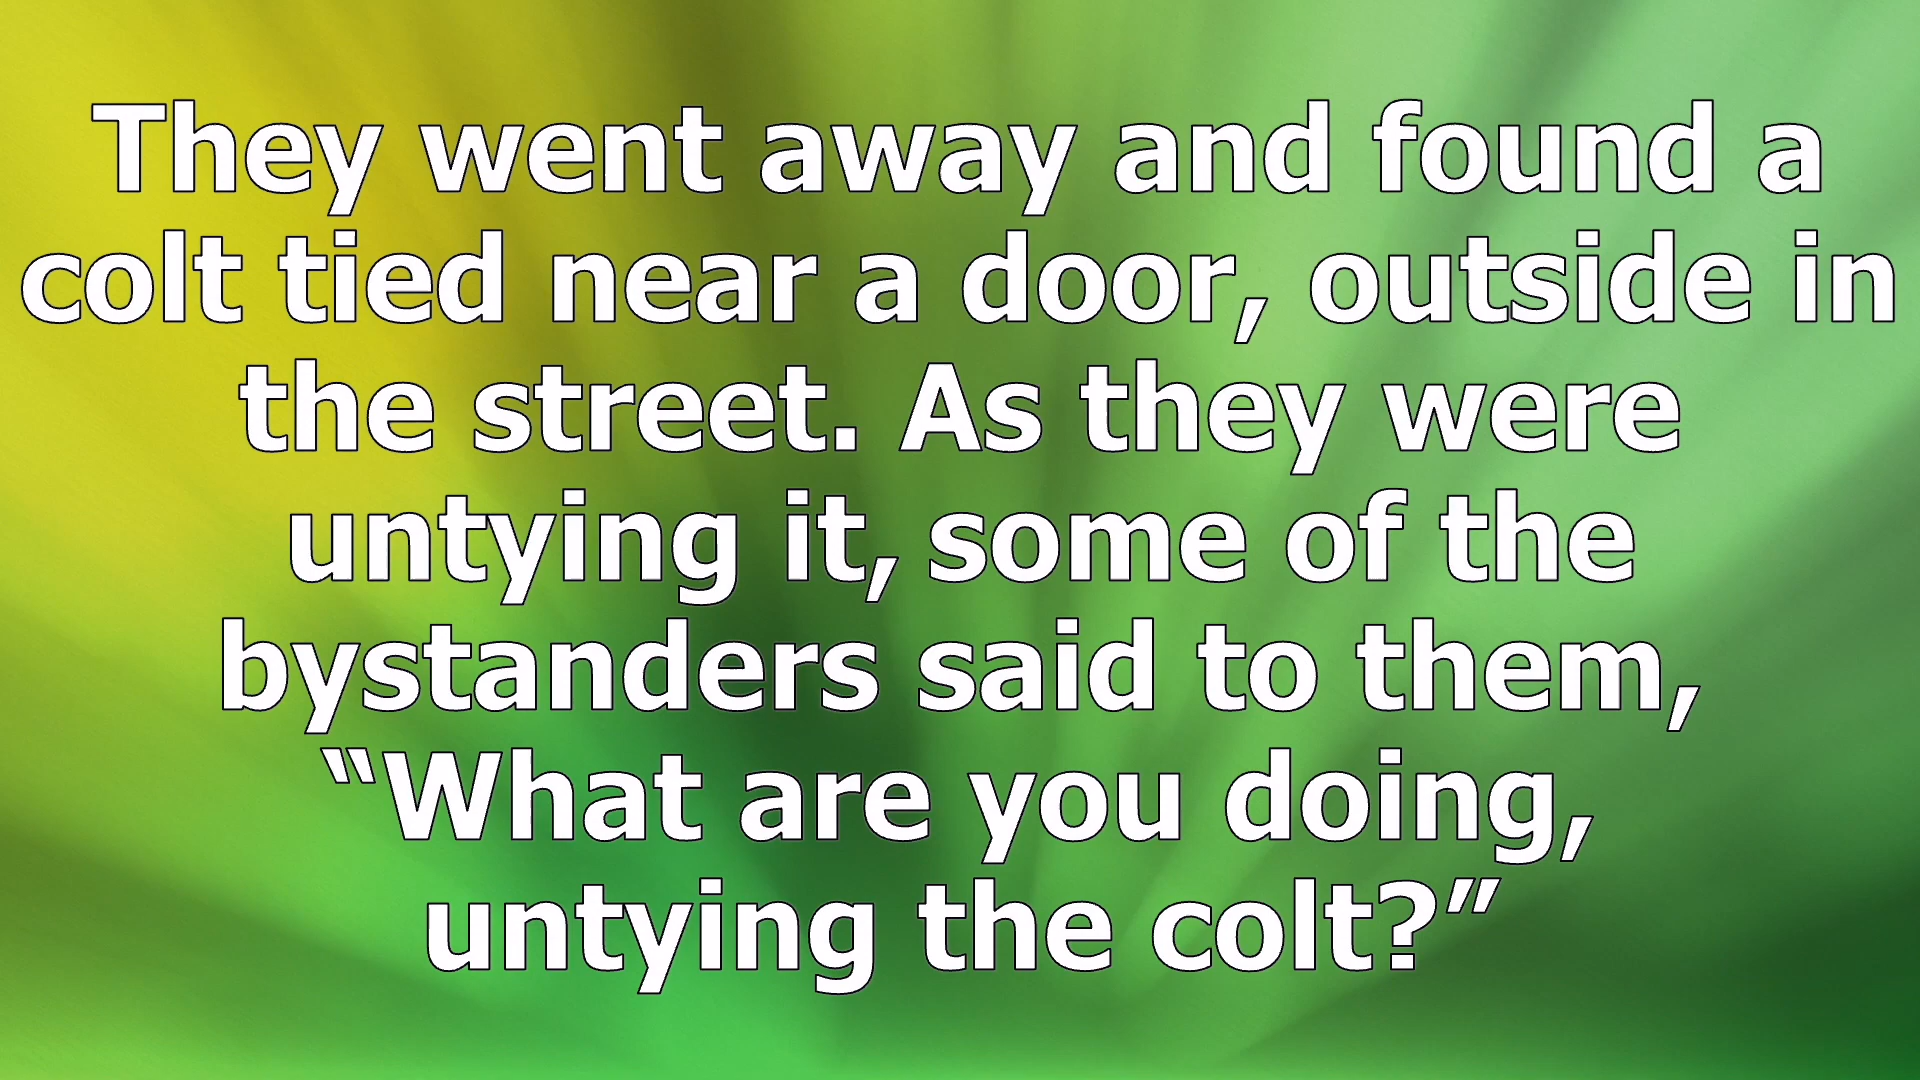 They went away and found a
colt tied near a door, outside in
the street. As they were
untying it, some of the
bystanders said to them,
“What are you doing,
untying the colt?”